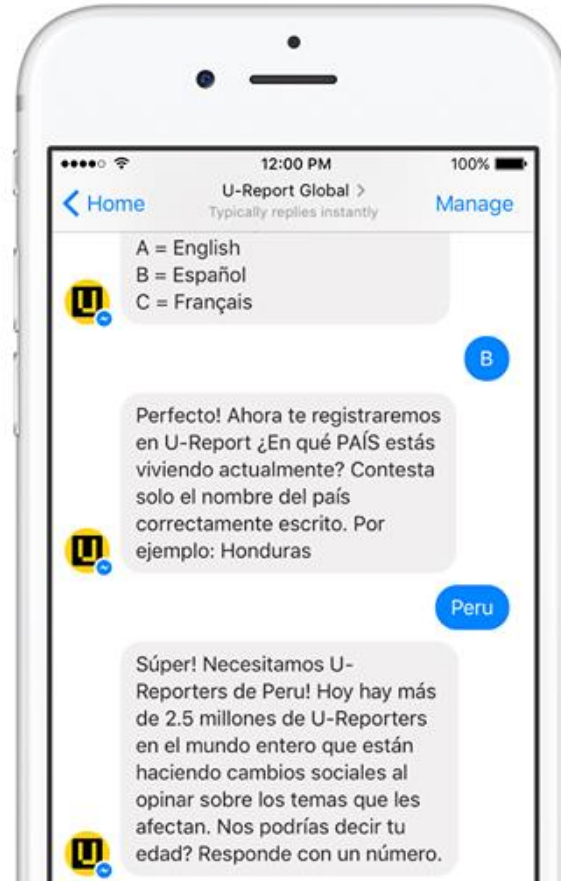 12:00 PM
100%
Home
U-Report Global >
Manage
Typically replies instantly
A = English
B = Español
C = Français
B
Perfecto! Ahora te registraremos
en U-Report ¿En qué PAÍS estás
viviendo actualmente? Contesta
solo el nombre del país
correctamente escrito. Por
ejemplo: Honduras
Peru
Súper! Necesitamos U-
Reporters de Peru! Hoy hay más
de 2.5 millones de U-Reporters
en el mundo entero que están
haciendo cambios sociales al
opinar sobre los temas que les
afectan. Nos podrías decir tu
edad? Responde con un número.